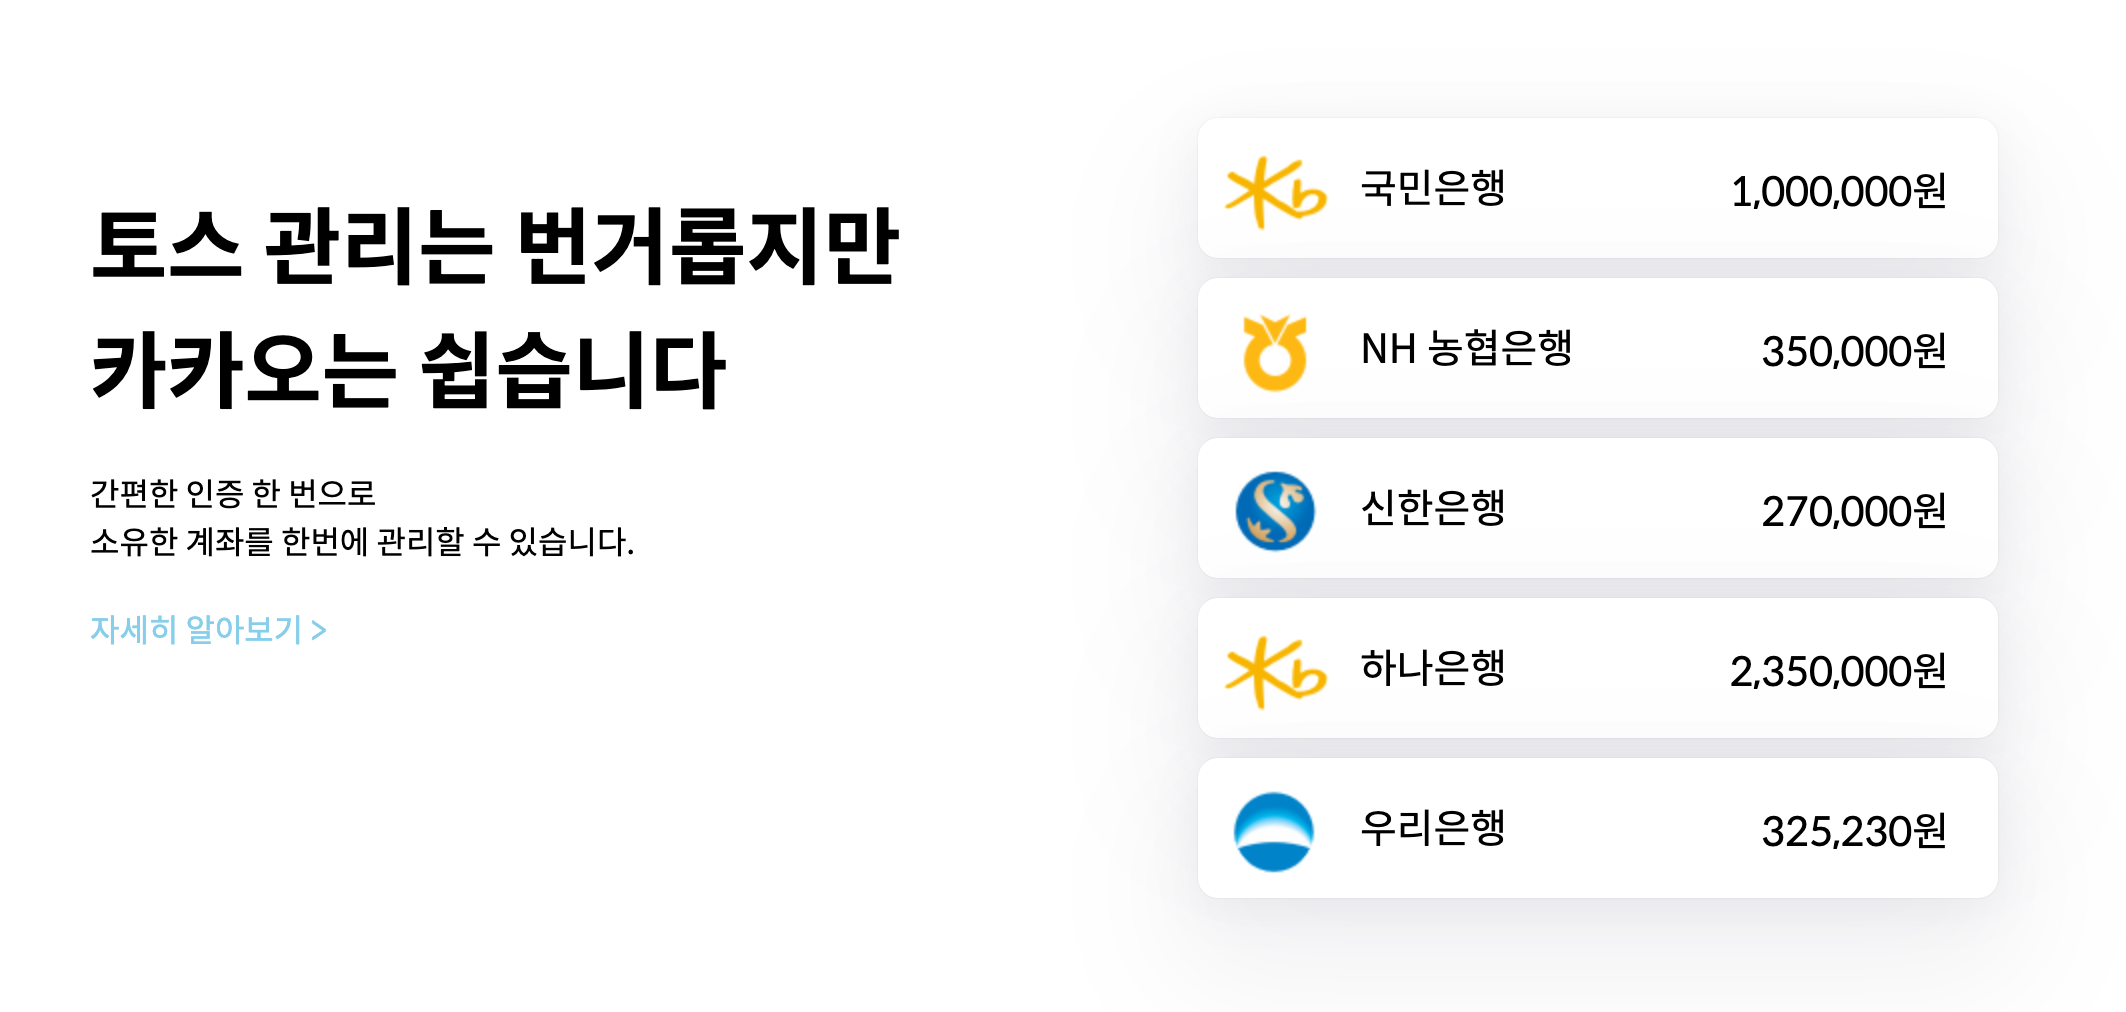 토스 관리는 번거롭지만
카카오는 쉽습니다
간편한 인증 한 번으로
소유한 계좌를 한번에 관리할 수 있습니다.
자세히 알아보기 >
국민은행 1,000,000원
NH 농협은행 350,000원
신한은행 270,000원
하나은행 2,350,000원
우리은행 325,230원